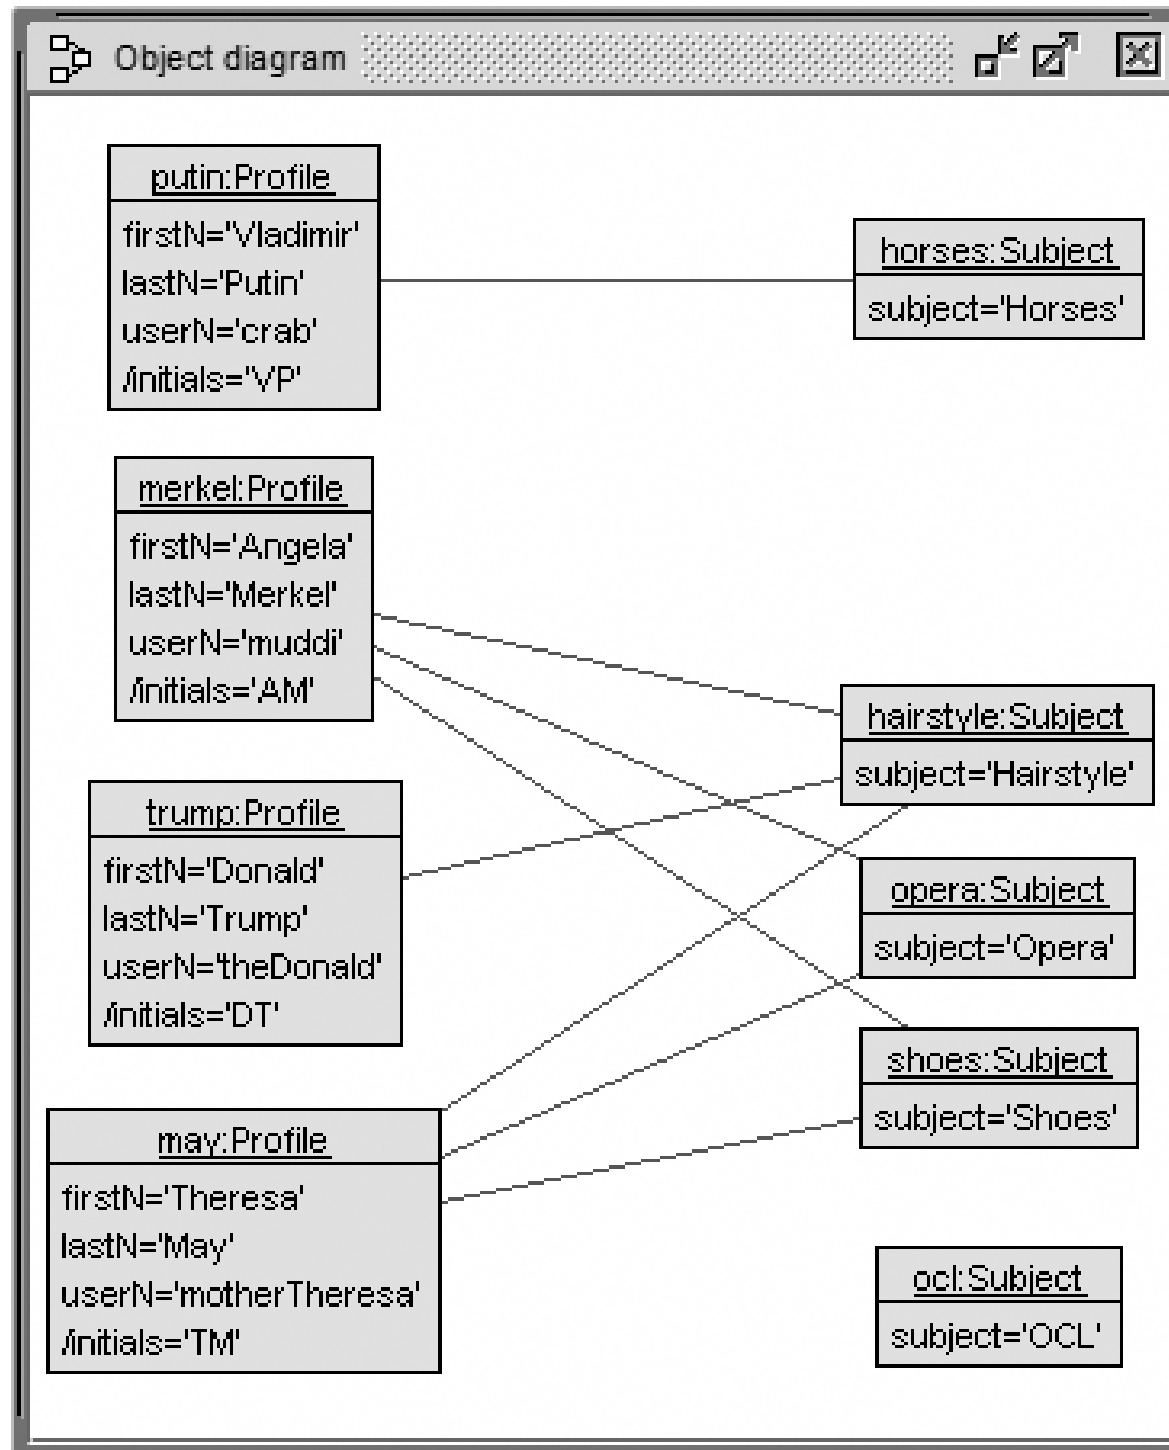 Object diagram
putin:Profile
firstN='Vladimir'
lastN='Putin'
userN='crab'
/initials='VP'
horses:Subject
subject='Horses'
merkel:Profile
firstN='Angela'
lastN='Merkel'
userN='muddi'
/initials='AM'
hairstyle:Subject
subject='Hairstyle'
trump:Profile
firstN='Donald'
lastN='Trump'
userN='theDonald'
/initials='DT'
opera:Subject
subject='Opera'
shoes:Subject
subject='Shoes'
may:Profile
firstN='Theresa'
lastN='May'
userN='motherTheresa'
/initials='TM'
ocl:Subject
subject='OCL'